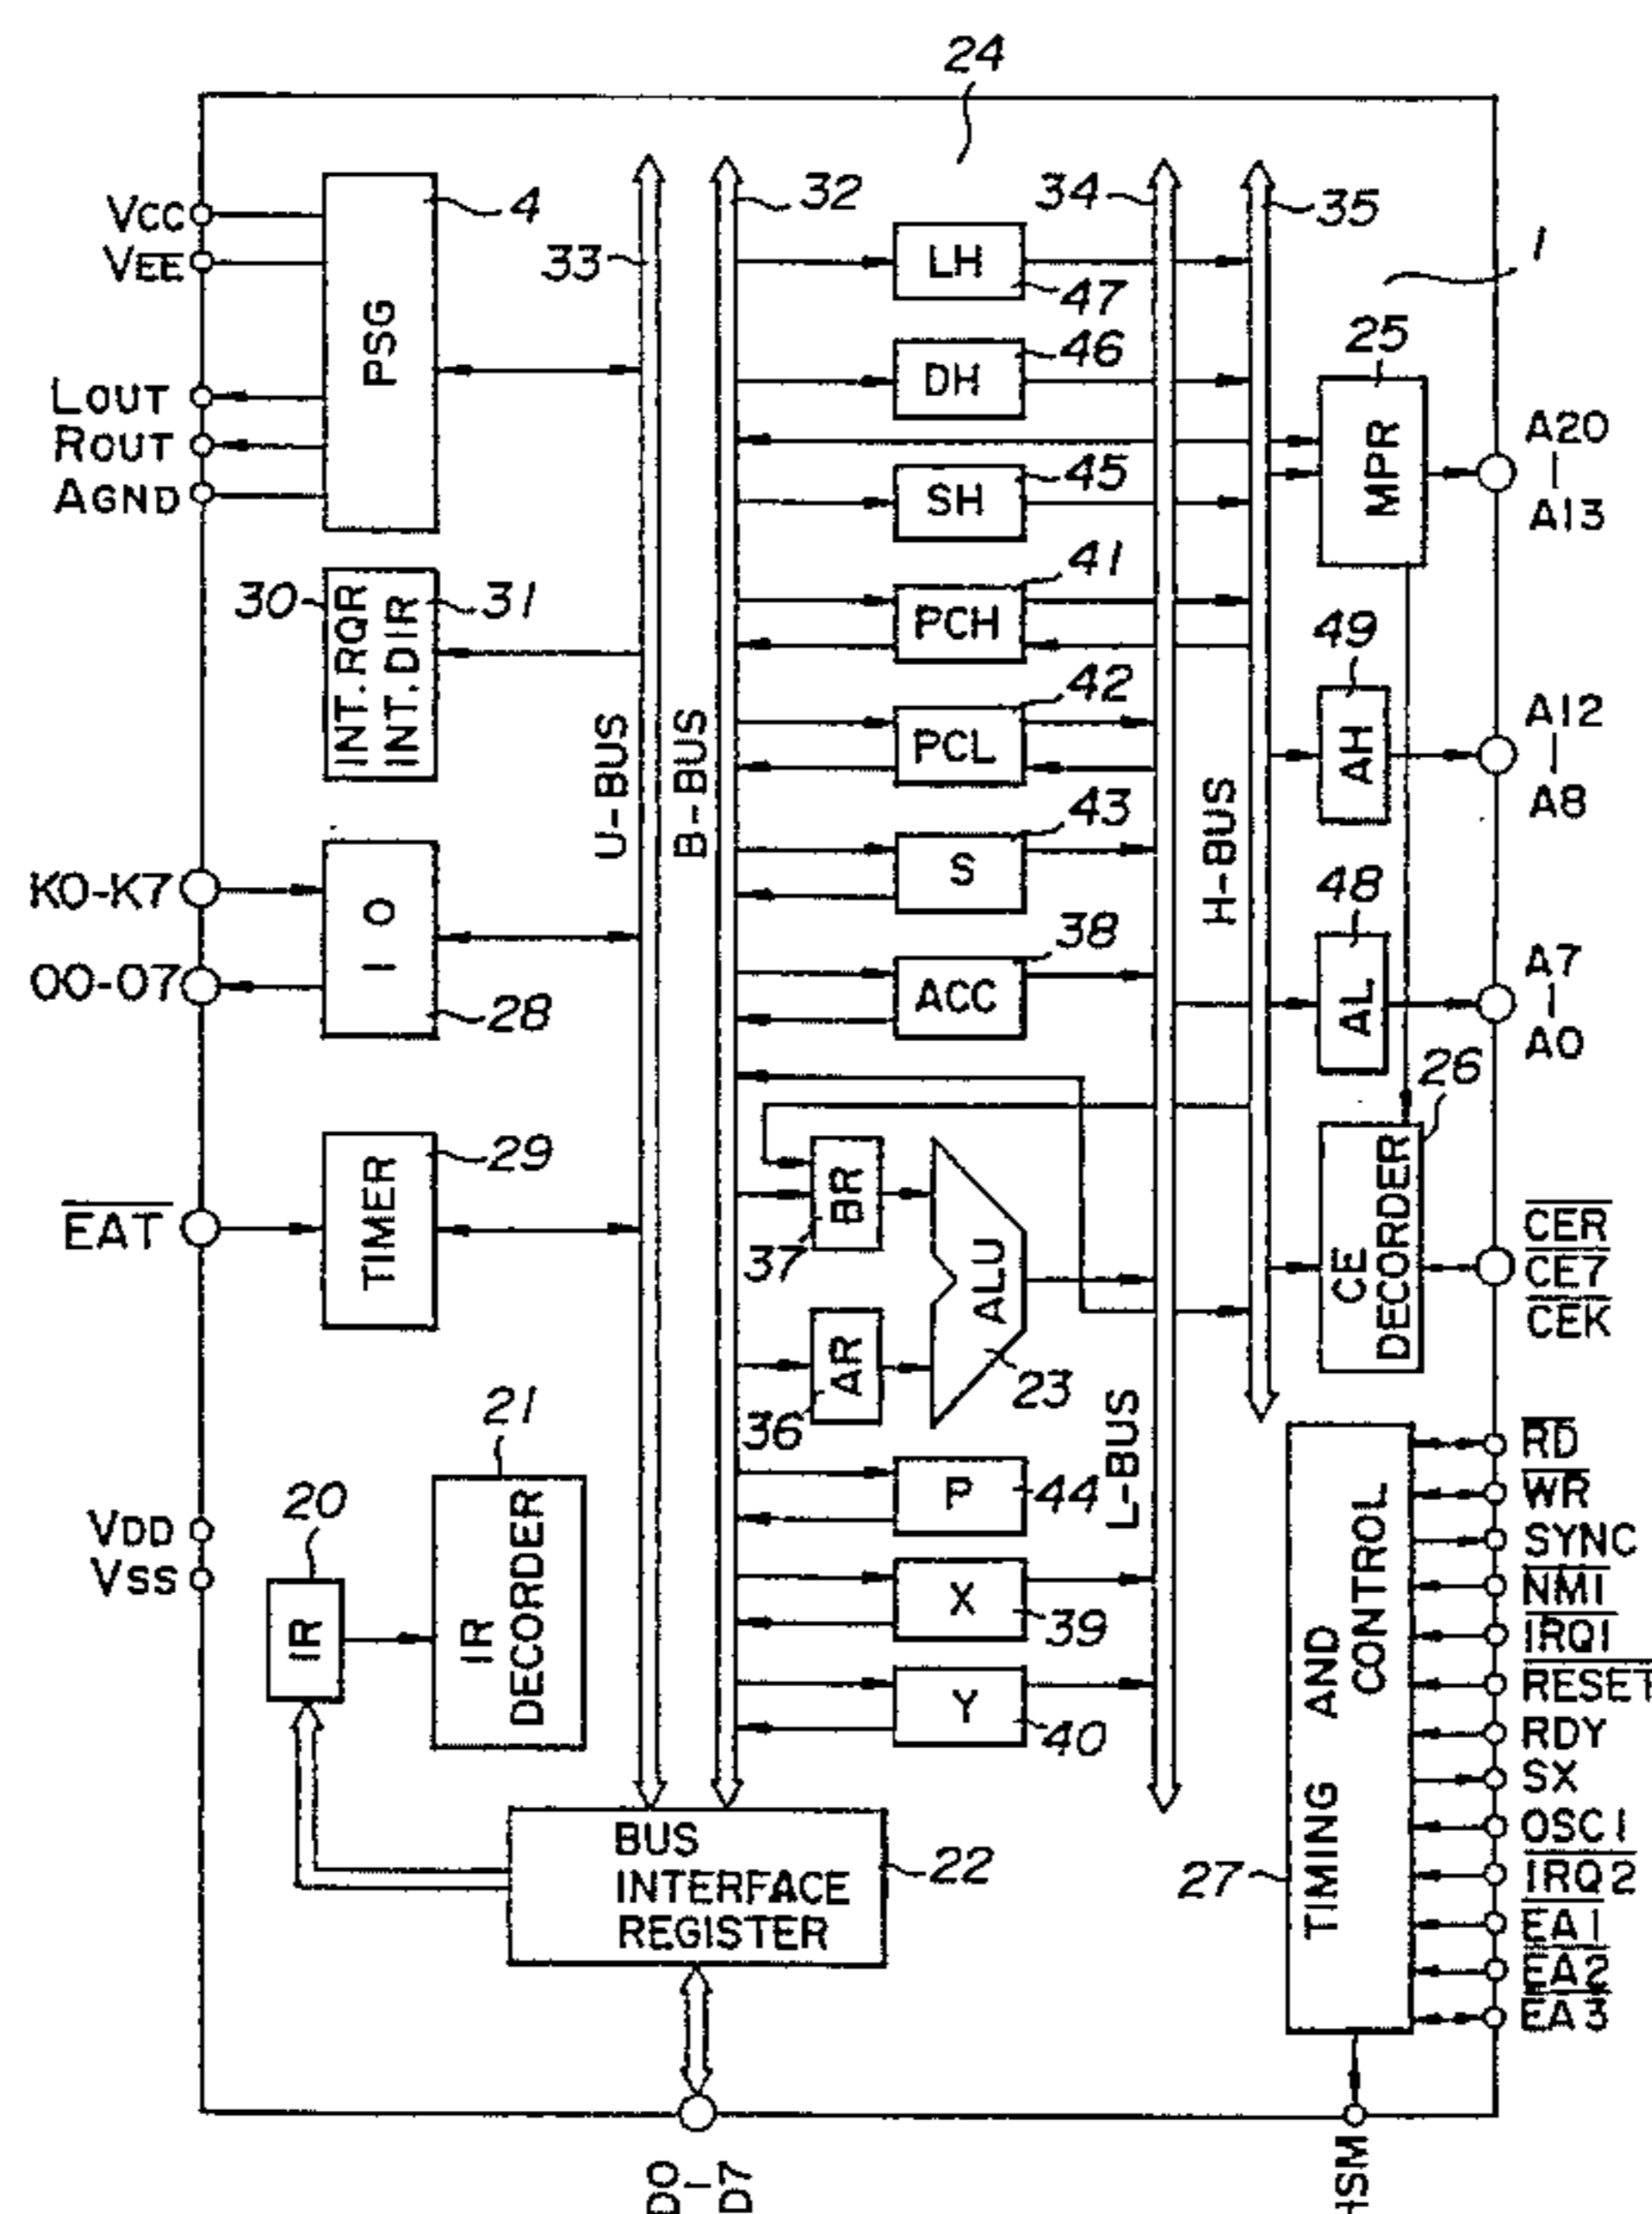 24
VCC
VEE
LOUT
ROUT
AGND
PSG
4
33
32
34
35
1
LH
47
DH
46
SH
45
PCH
41
PCL
42
S
43
ACC
38
25
MPR
A20
A13
49
AH
A12
A8
48
AL
A7
A0
26
CE
DECORDER
CER
CE7
CEK
30
INT.RQR
INT.DIR
31
U-BUS
B-BUS
H-BUS
L-BUS
K0-K7
O0-O7
I O
28
EAT
TIMER
29
BR
37
AR
36
ALU
23
P
44
X
39
Y
40
VDD
VSS
20
IR
21
IR
DECORDER
BUS
INTERFACE
REGISTER
22
27
TIMING AND
CONTROL
RD
WR
SYNC
NMI
IRQ1
RESET
RDY
SX
OSC1
IRQ2
EA1
EA2
EA3
D0
D7
HSM